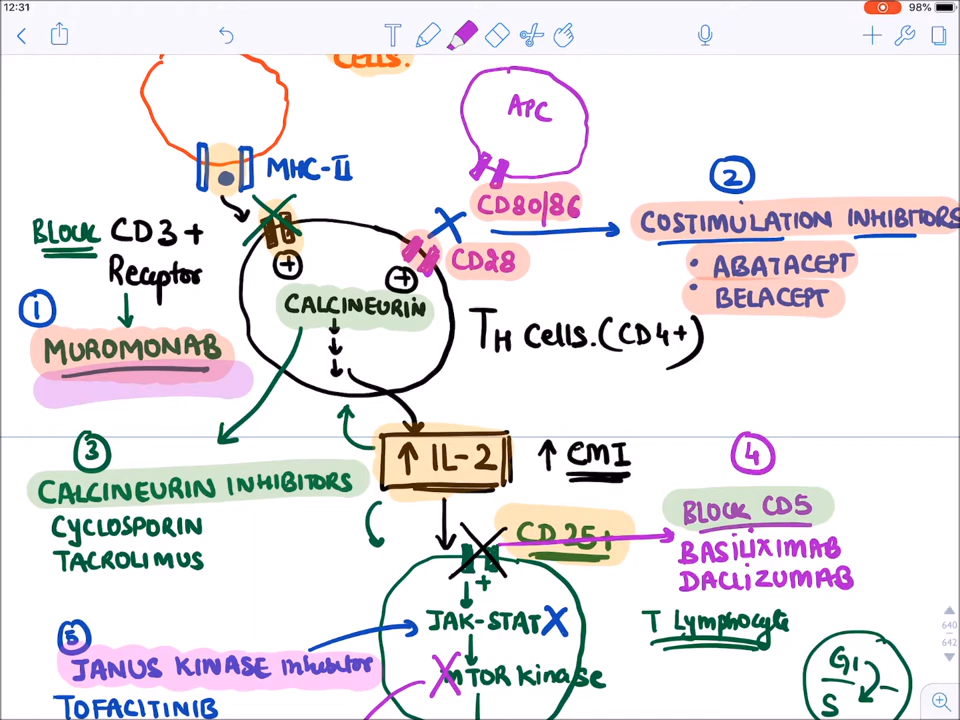 12:31
98%
T
Cells.
APC
MHC-II
CD80/86
2
COSTIMULATION INHIBITORS
• ABATACEPT
• BELACEPT
BLOCK CD3+
Receptor
CD28
+
+
1
MUROMONAB
CALCINEURIN
TH Cells. (CD4+)
3
CALCINEURIN INHIBITORS
CYCLOSPORIN
TACROLIMUS
↑ IL-2
↑ CMI
4
BLOCK CD5
BASILIXIMAB
DACLIZUMAB
CD25+
+
JAK-STAT
T Lymphocyte
5
JANUS KINASE inhibitor
TOFACITINIB
mTOR Kinase
G1
S
640
642